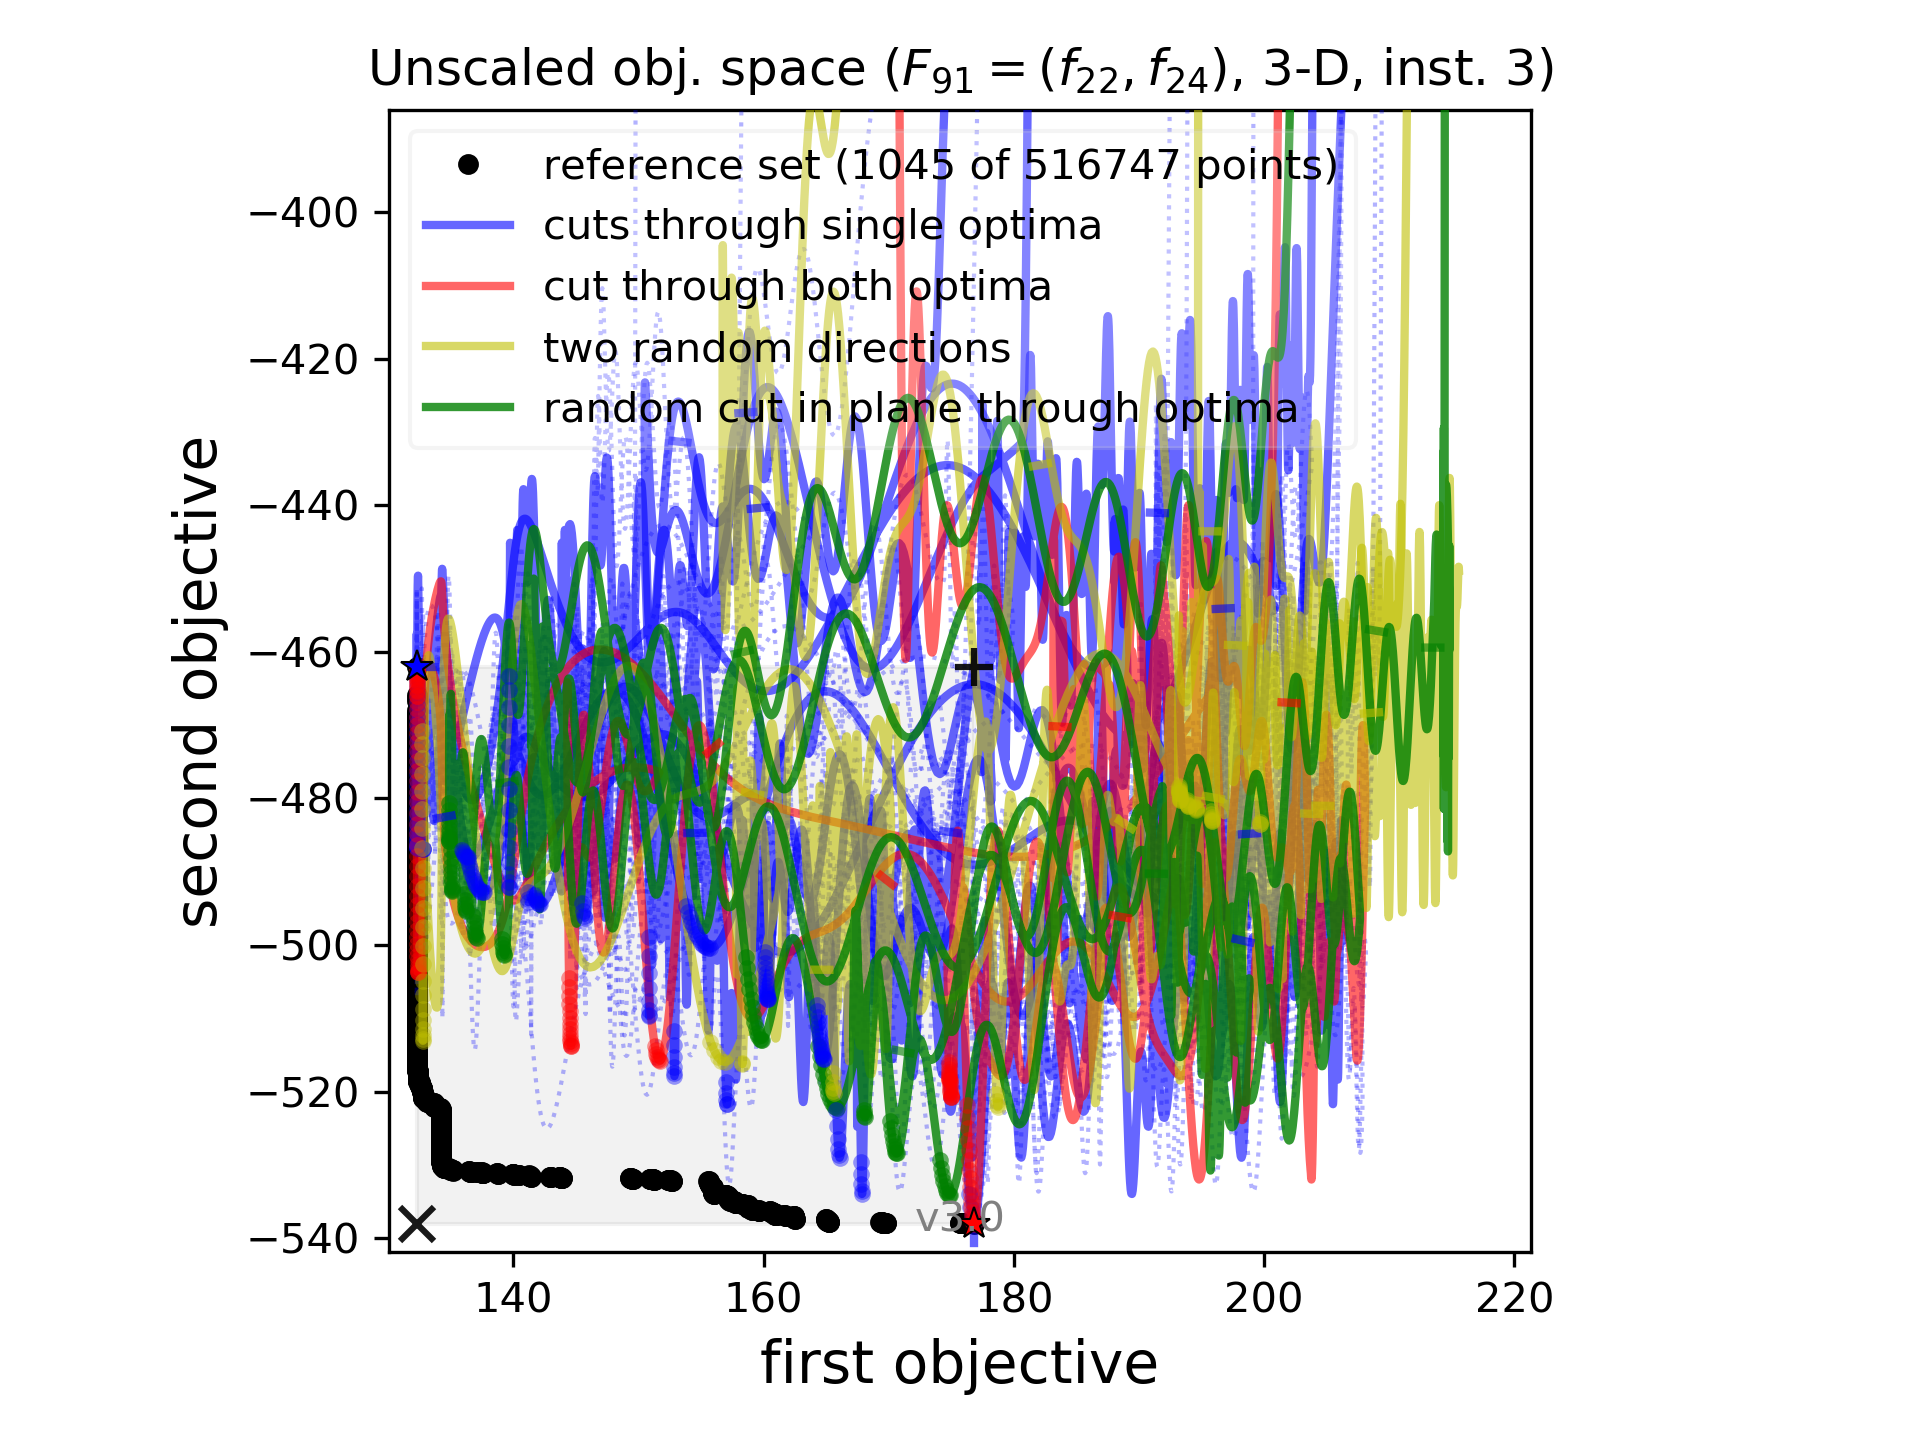 Unscaled obj. space (F₉₁ = (f₂₂, f₂₄), 3-D, inst. 3)
reference set (1045 of 516747 points)
cuts through single optima
cut through both optima
two random directions
random cut in plane through optima
−400
−420
−440
−460
−480
−500
−520
−540
second objective
v3.0
140 160 180 200 220
first objective